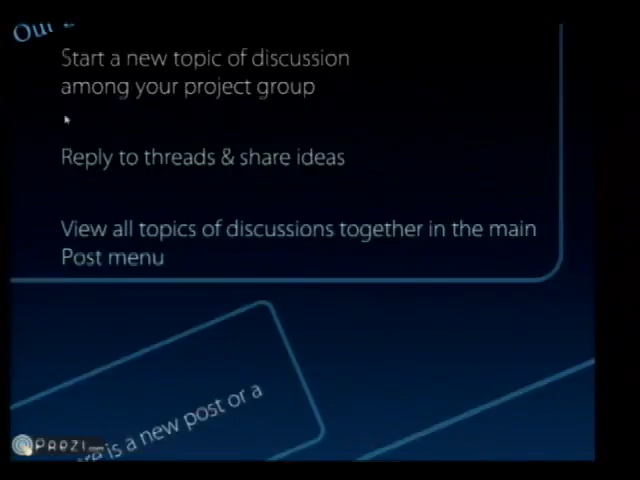 Our
Start a new topic of discussion
among your project group
Reply to threads & share ideas
View all topics of discussions together in the main
Post menu
is a new post or a
PREZI